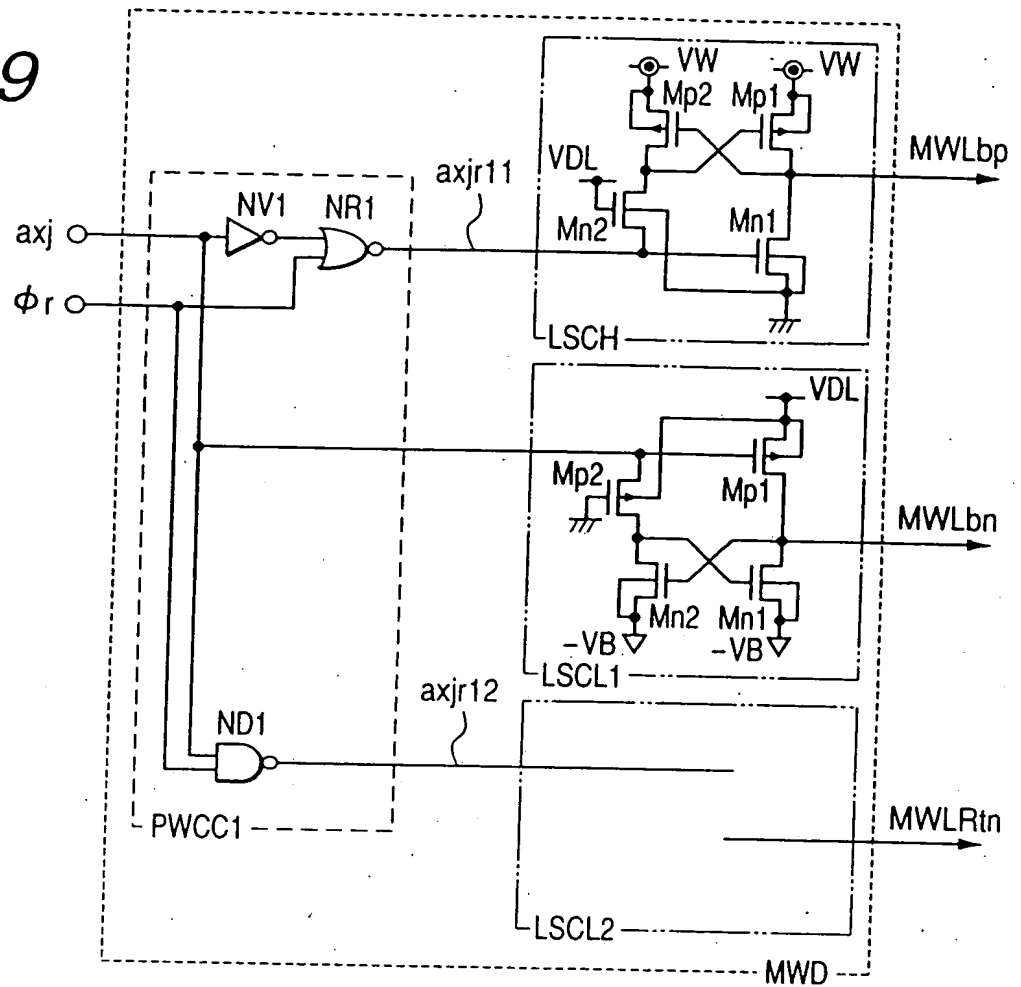 9
VW
VW
Mp2
Mp1
VDL
MWLbp
axjr11
NV1
NR1
axj
Mn2
Mn1
Φr
LSCH
VDL
Mp2
Mp1
MWLbn
Mn2
Mn1
-VB
-VB
LSCL1
axjr12
ND1
PWCC1
MWLRtn
LSCL2
MWD